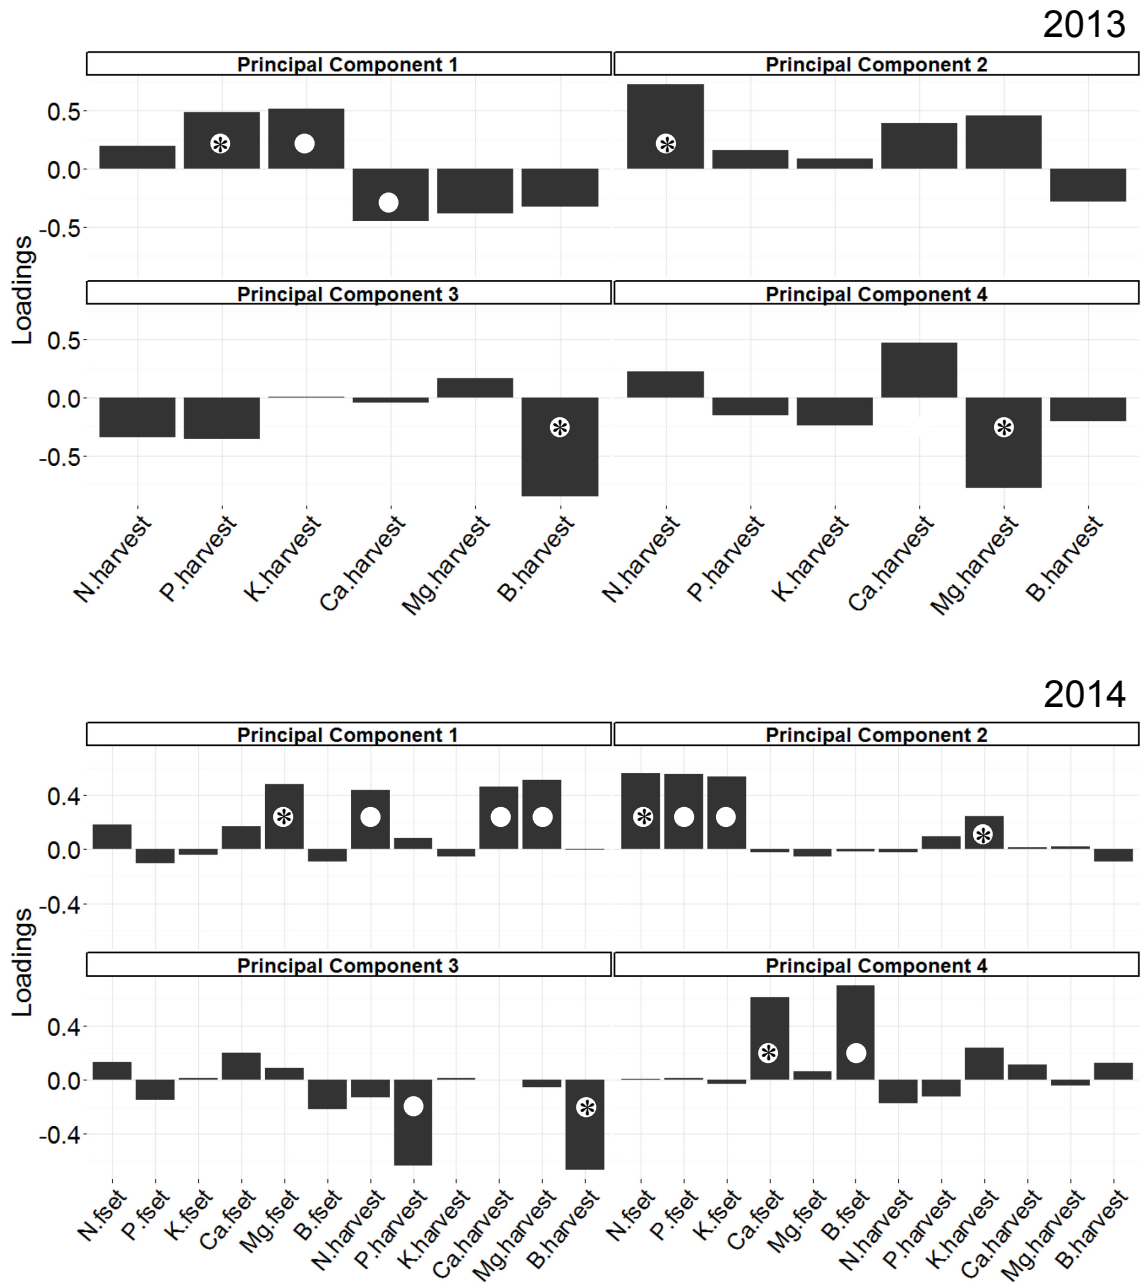 2013
Principal Component 1 Principal Component 2
0.5
0.0
-0.5
Principal Component 3 Principal Component 4
0.5
0.0
-0.5
Loadings
N.harvest P.harvest K.harvest Ca.harvest Mg.harvest B.harvest N.harvest P.harvest K.harvest Ca.harvest Mg.harvest B.harvest
2014
Principal Component 1 Principal Component 2
0.4
0.0
-0.4
Principal Component 3 Principal Component 4
0.4
0.0
-0.4
Loadings
N.fset P.fset K.fset Ca.fset Mg.fset B.fset N.harvest P.harvest K.harvest Ca.harvest Mg.harvest B.harvest N.fset P.fset K.fset Ca.fset Mg.fset B.fset N.harvest P.harvest K.harvest Ca.harvest Mg.harvest B.harvest